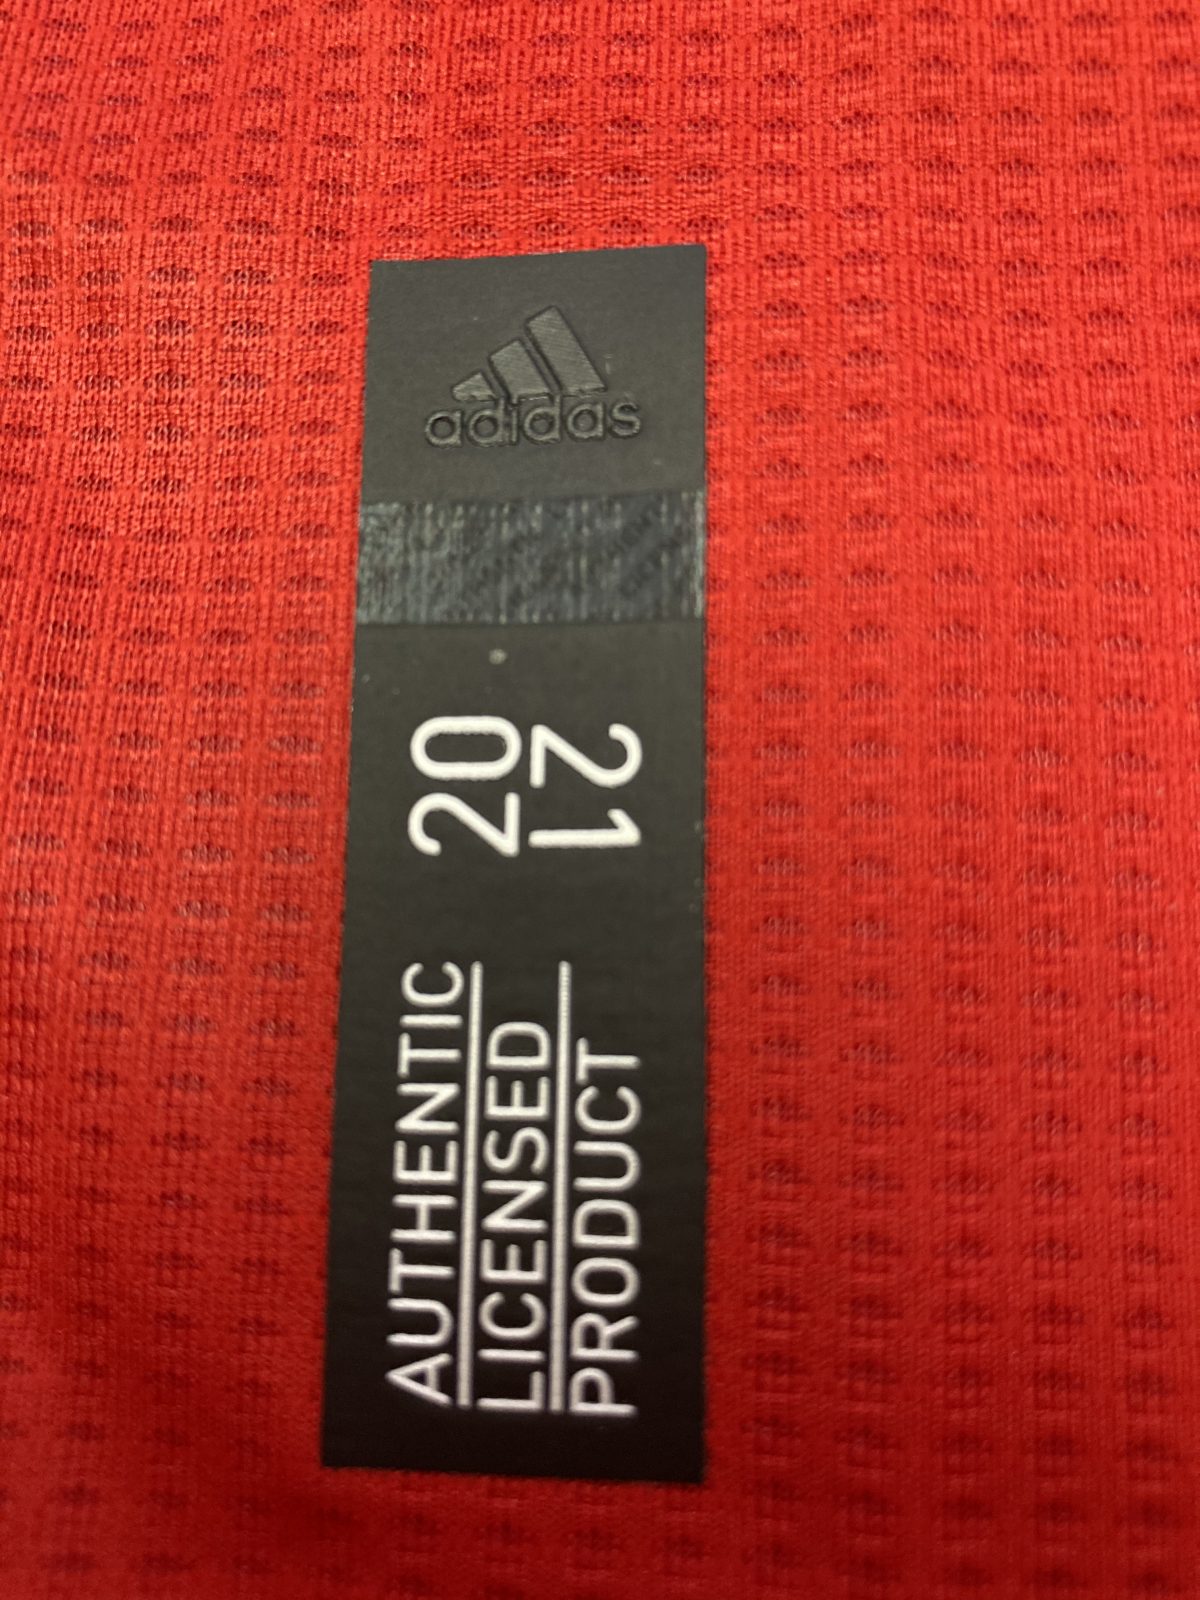 adidas
20
21
AUTHENTIC
LICENSED
PRODUCT